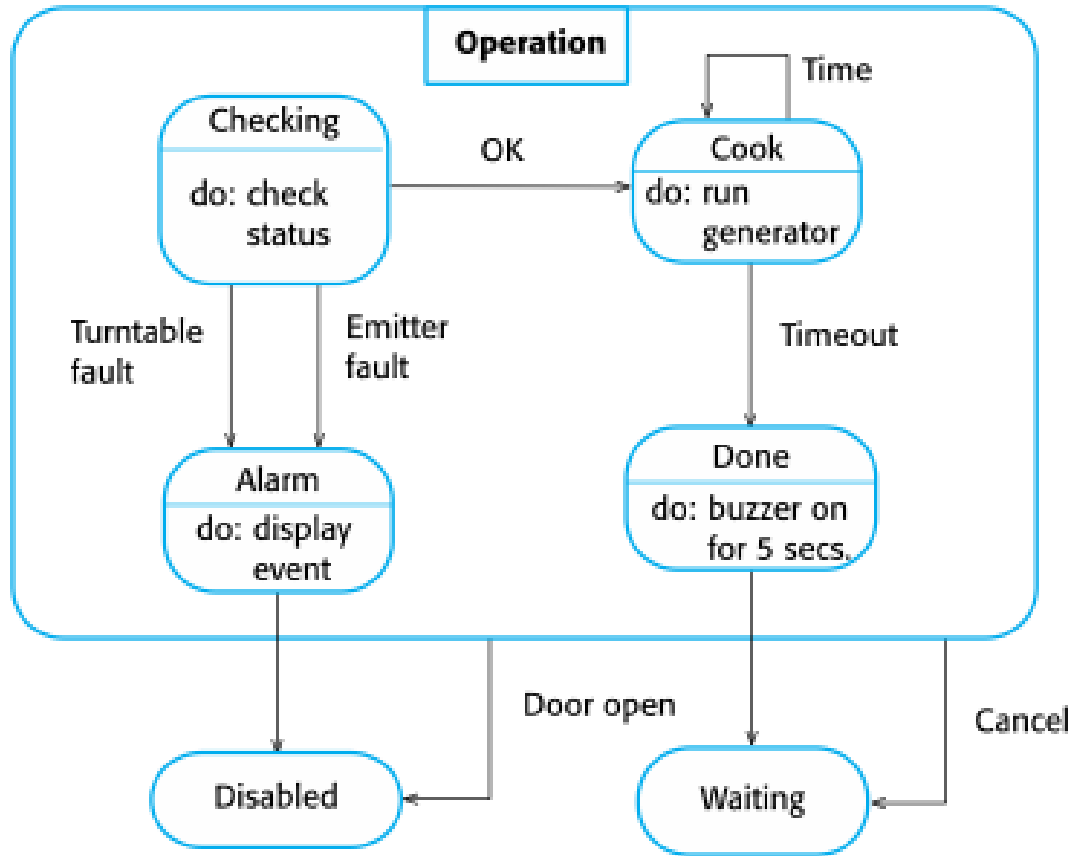 Operation
Time
Checking
OK
Cook
do: check
status
do: run
generator
Turntable
fault
Emitter
fault
Timeout
Alarm
do: display
event
Done
do: buzzer on
for 5 secs.
Door open
Cancel
Disabled
Waiting